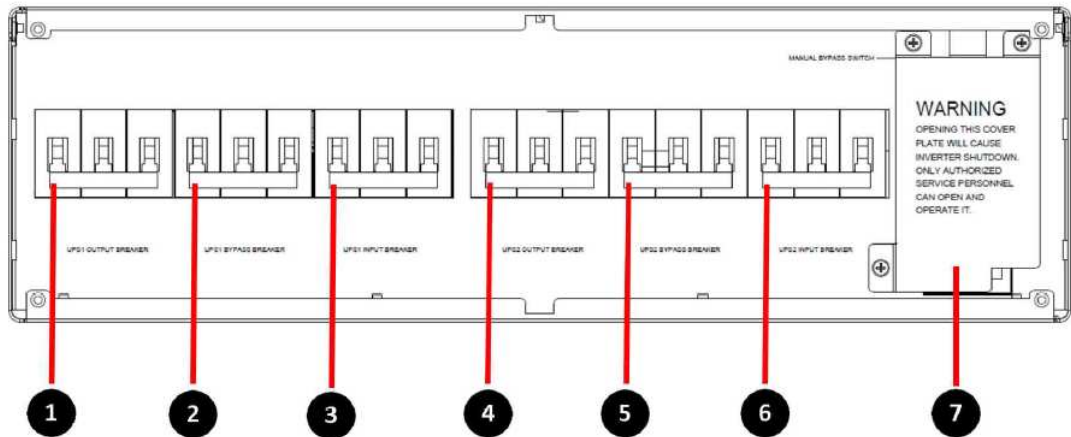 MANUAL BYPASS SWITCH
WARNING
OPENING THIS COVER
PLATE WILL CAUSE
INVERTER SHUTDOWN.
ONLY AUTHORIZED
SERVICE PERSONNEL
CAN OPEN AND
OPERATE IT.
UPS1 OUTPUT BREAKER
UPS1 BYPASS BREAKER
UPS1 INPUT BREAKER
UPS2 OUTPUT BREAKER
UPS2 BYPASS BREAKER
UPS2 INPUT BREAKER
1
2
3
4
5
6
7